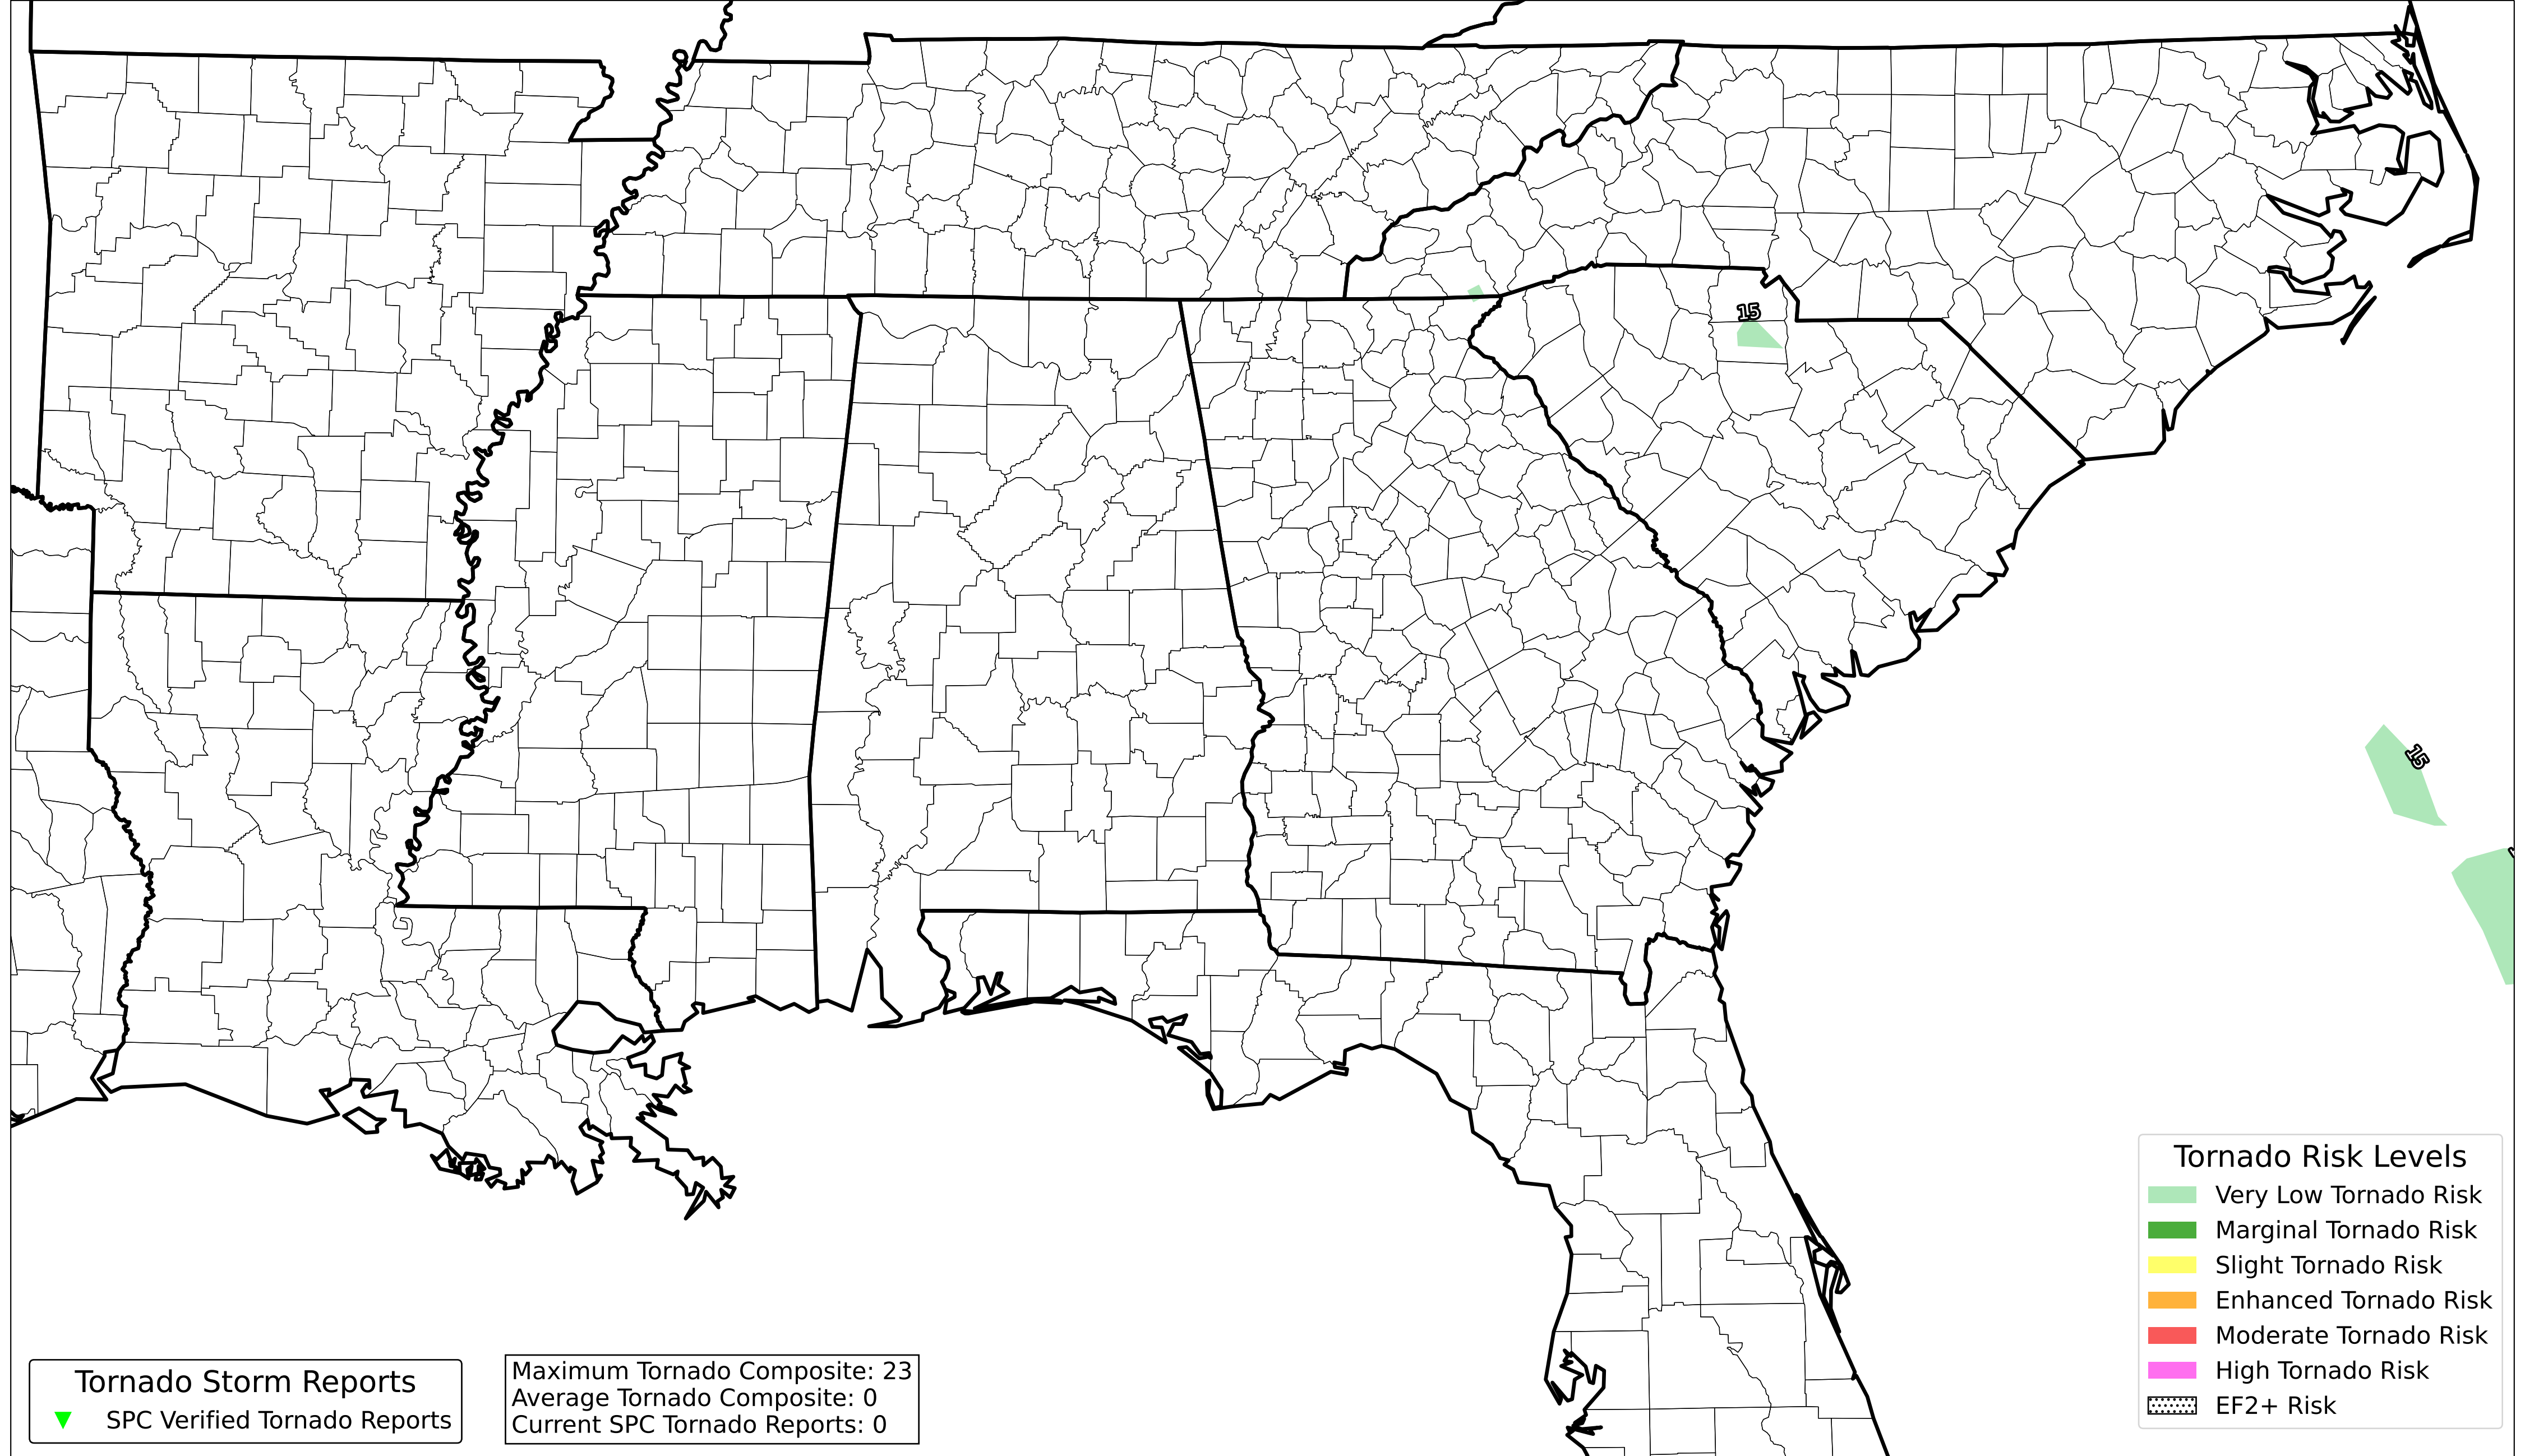 15
15
Tornado Risk Levels
Very Low Tornado Risk
Marginal Tornado Risk
Slight Tornado Risk
Enhanced Tornado Risk
Moderate Tornado Risk
High Tornado Risk
EF2+ Risk
Tornado Storm Reports
SPC Verified Tornado Reports
Maximum Tornado Composite: 23
Average Tornado Composite: 0
Current SPC Tornado Reports: 0